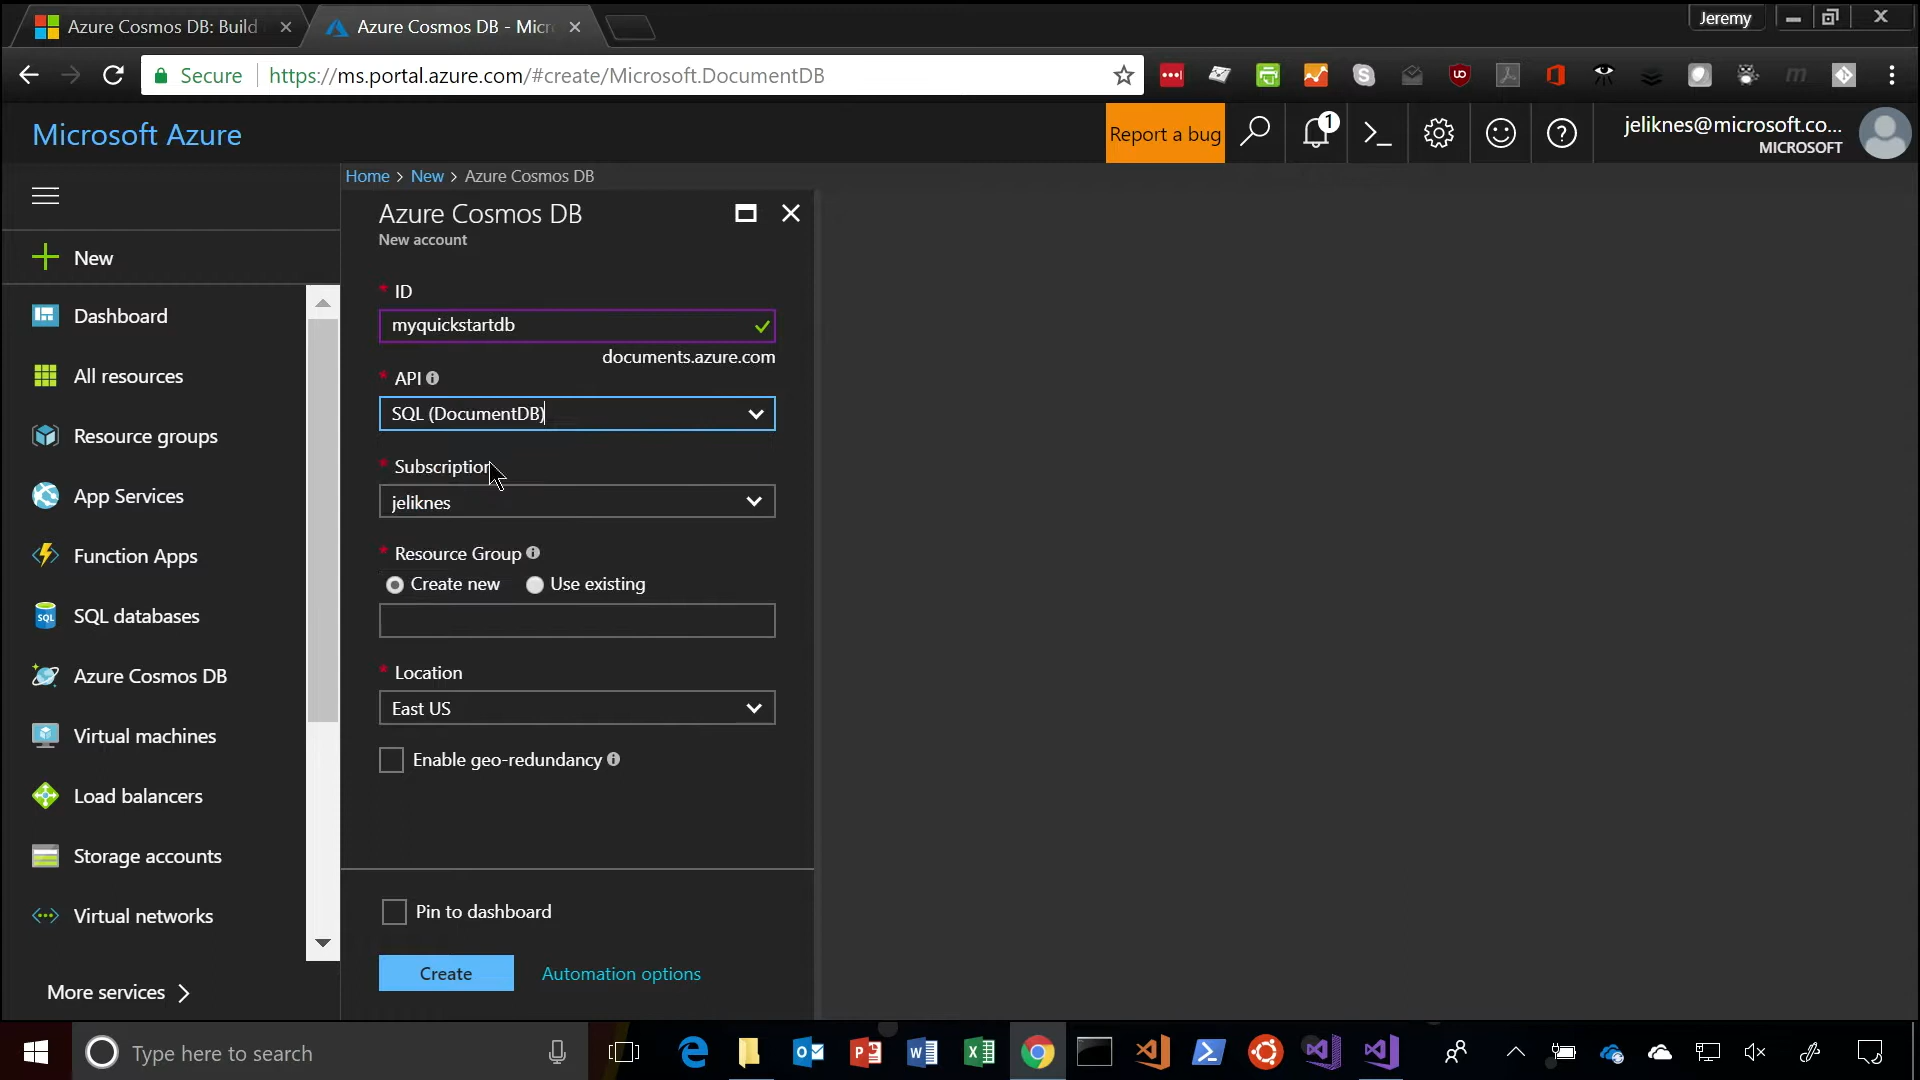 Azure Cosmos DB: Build
Azure Cosmos DB - Micr
Jeremy
Secure
https://ms.portal.azure.com/#create/Microsoft.DocumentDB
Microsoft Azure
Report a bug
1
jeliknes@microsoft.co...
MICROSOFT
Home > New > Azure Cosmos DB
Azure Cosmos DB
New account
New
Dashboard
All resources
Resource groups
App Services
Function Apps
SQL databases
Azure Cosmos DB
Virtual machines
Load balancers
Storage accounts
Virtual networks
More services >
* ID
myquickstartdb
documents.azure.com
* API
SQL (DocumentDB)
* Subscription
jeliknes
* Resource Group
Create new Use existing
* Location
East US
Enable geo-redundancy
Pin to dashboard
Create Automation options
Type here to search